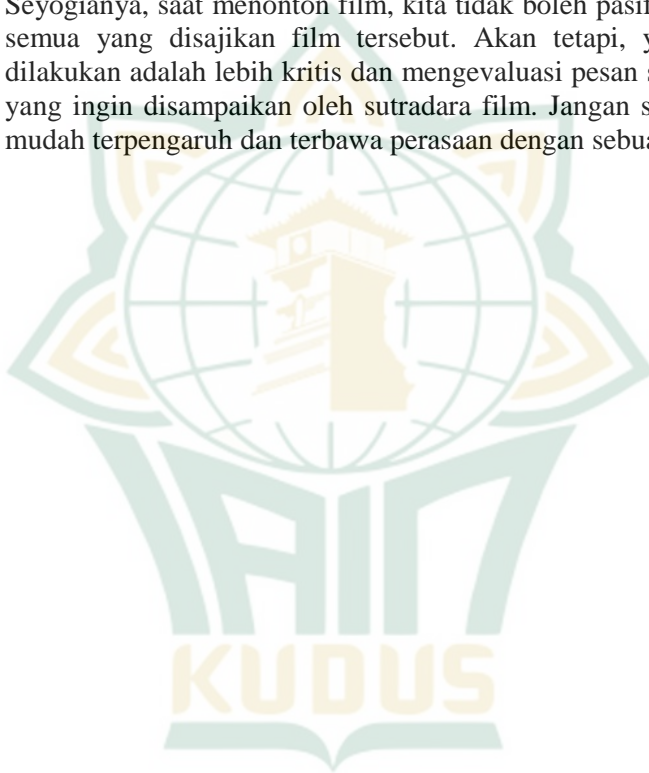 Seyogianya, saat menonton film, kita tidak boleh pasif
semua yang disajikan film tersebut. Akan tetapi, y
dilakukan adalah lebih kritis dan mengevaluasi pesan s
yang ingin disampaikan oleh sutradara film. Jangan s
mudah terpengaruh dan terbawa perasaan dengan sebua
IAIN
KUDUS